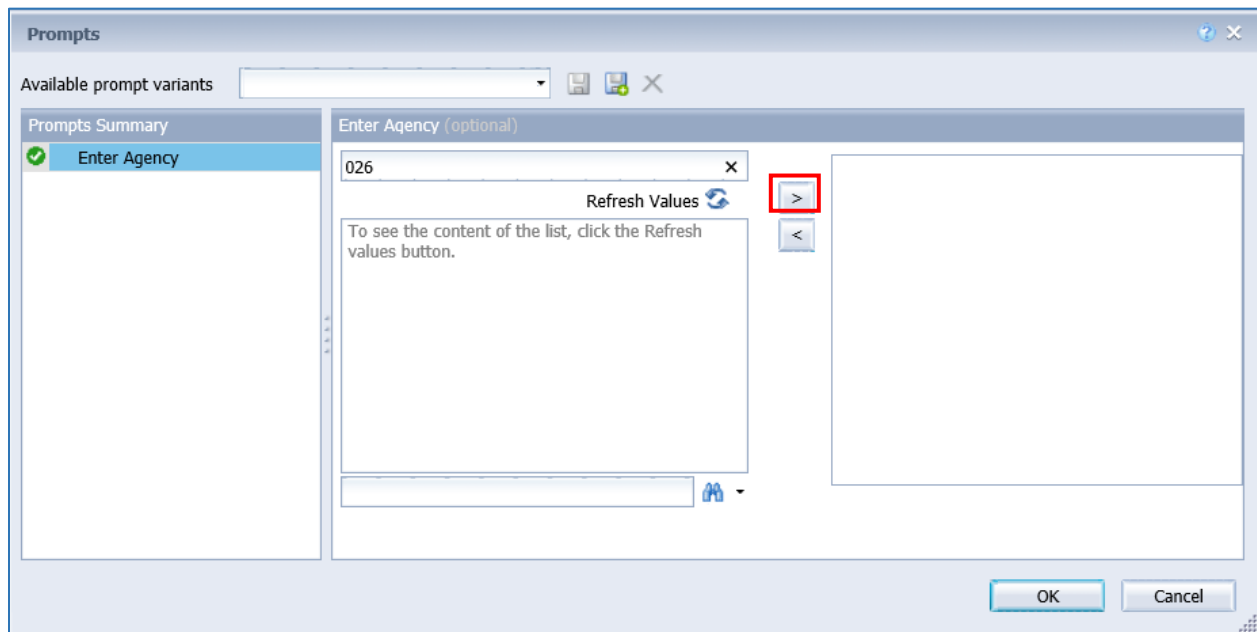 Prompts
Available prompt variants
Prompts Summary
Enter Agency
Enter Agency (optional)
026
Refresh Values
To see the content of the list, click the Refresh
values button.
>
<
OK
Cancel